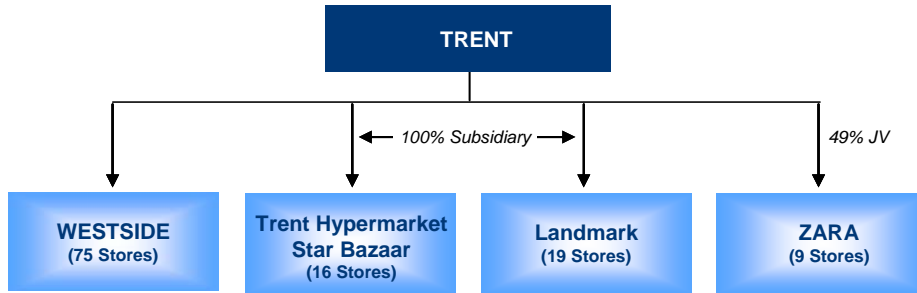 TRENT
100% Subsidiary
49% JV
WESTSIDE
(75 Stores)
Trent Hypermarket
Star Bazaar
(16 Stores)
Landmark
(19 Stores)
ZARA
(9 Stores)